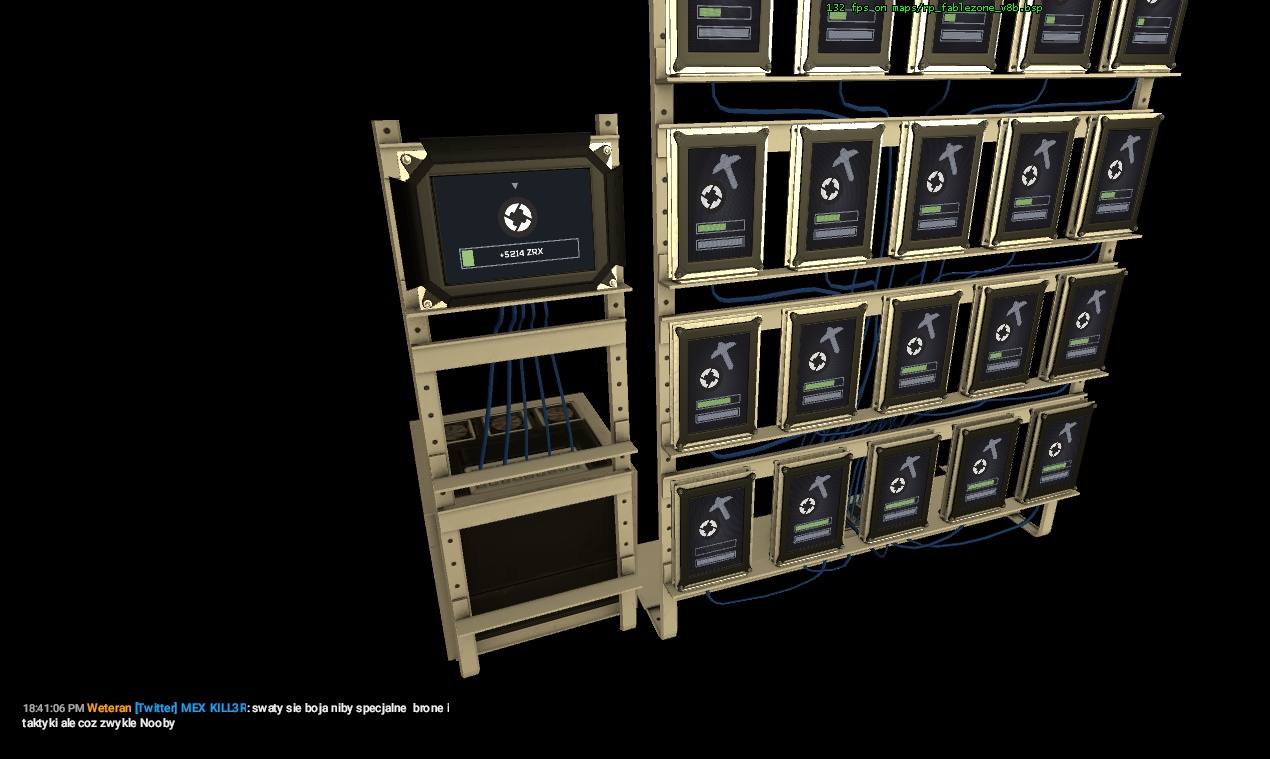 132 fps on maps/rp_fablezone_v8b.bsp
+5214 ZRX
18:41:06 PM Weteran [Twitter] MEX KILL3R: swaty sie boja niby specjalne brone i
taktyki ale coz zwykle Nooby